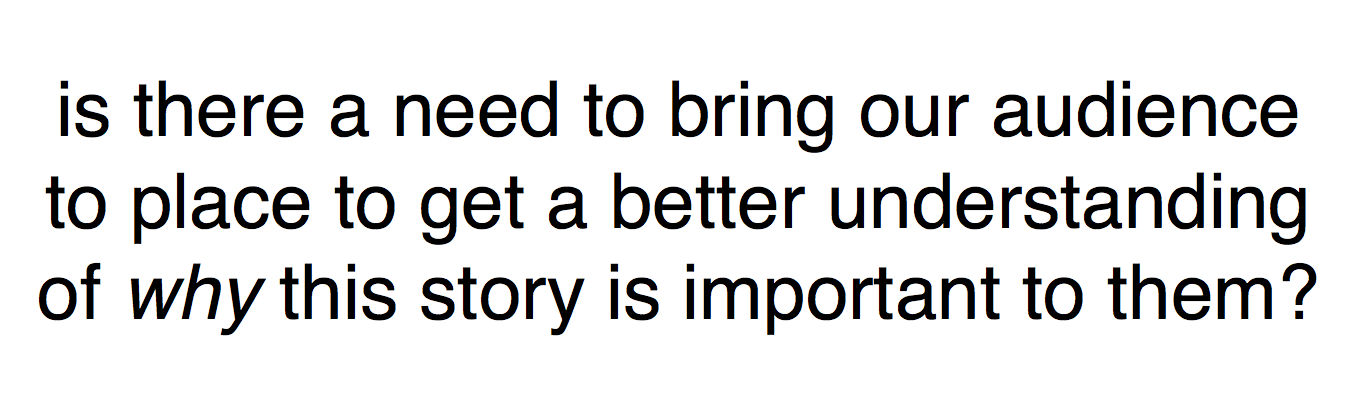 is there a need to bring our audience
to place to get a better understanding
of why this story is important to them?